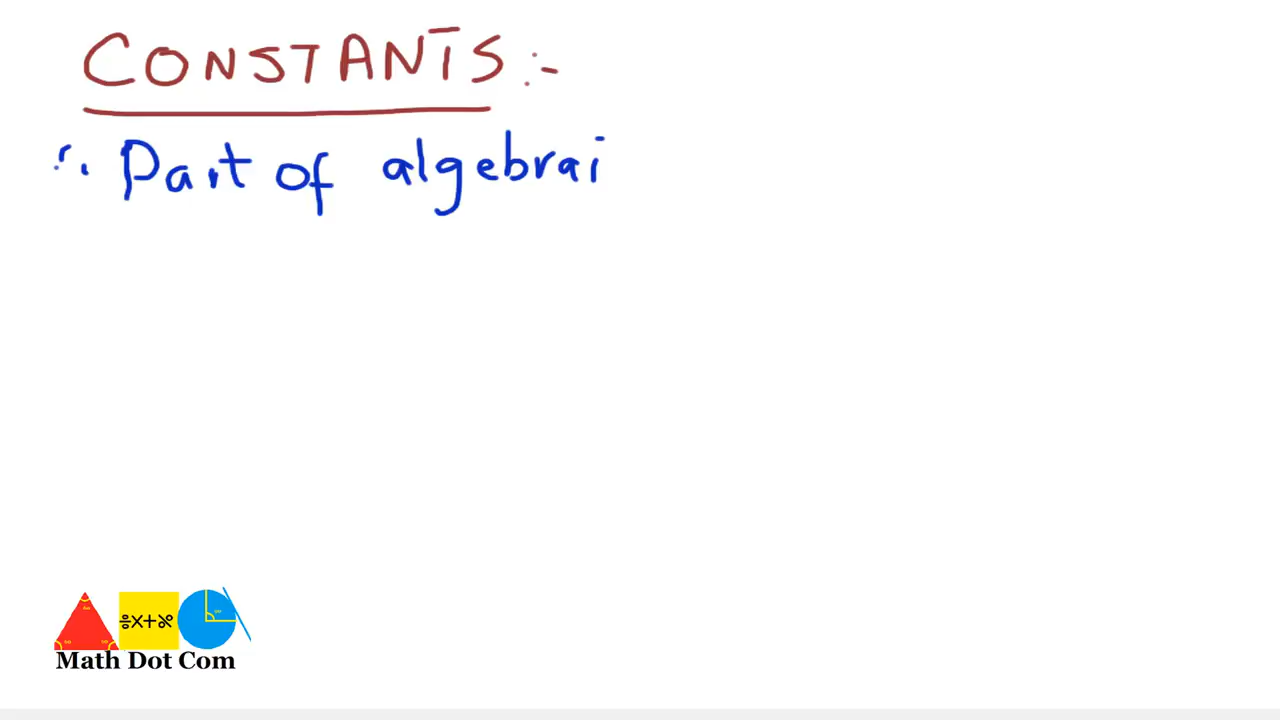 CONSTANTS :-
∴ Part of algebrai
÷x+%
Math Dot Com